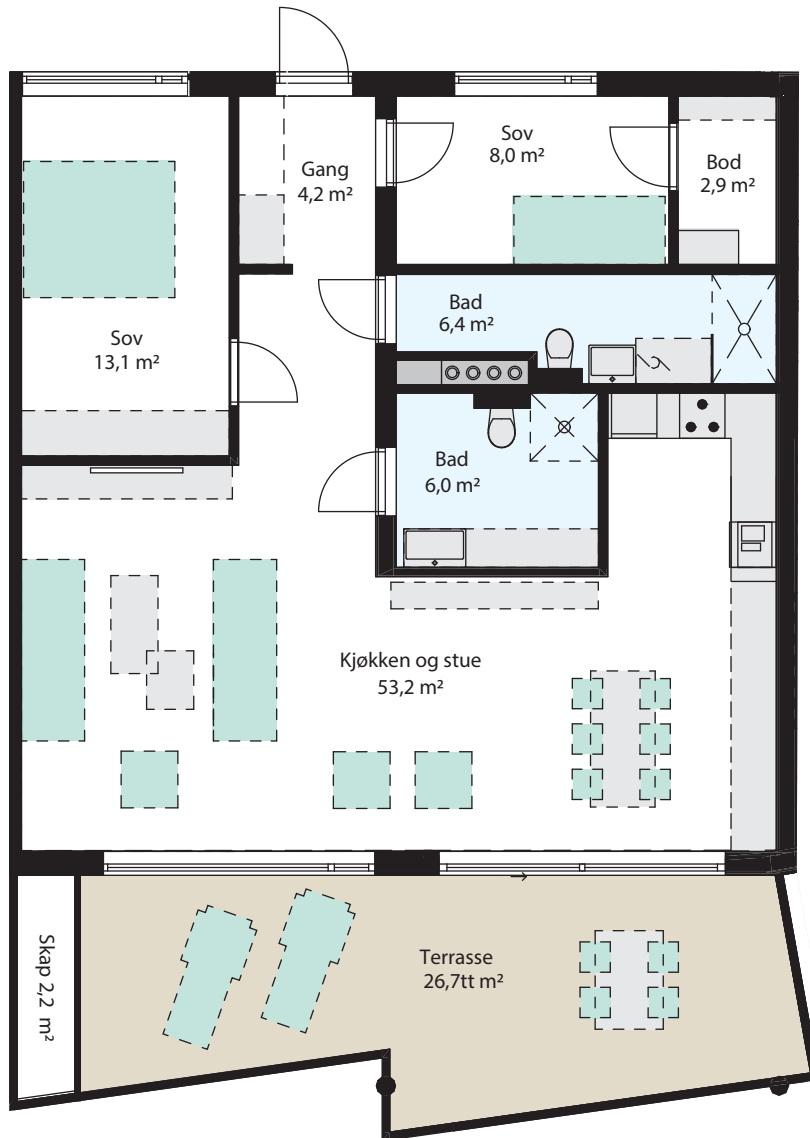 Sov
8,0 m²
Gang
4,2 m²
Bod
2,9 m²
Bad
6,4 m²
Sov
13,1 m²
Bad
6,0 m²
Kjøkken og stue
53,2 m²
Skap 2,2 m²
Terrasse
26,7tt m²